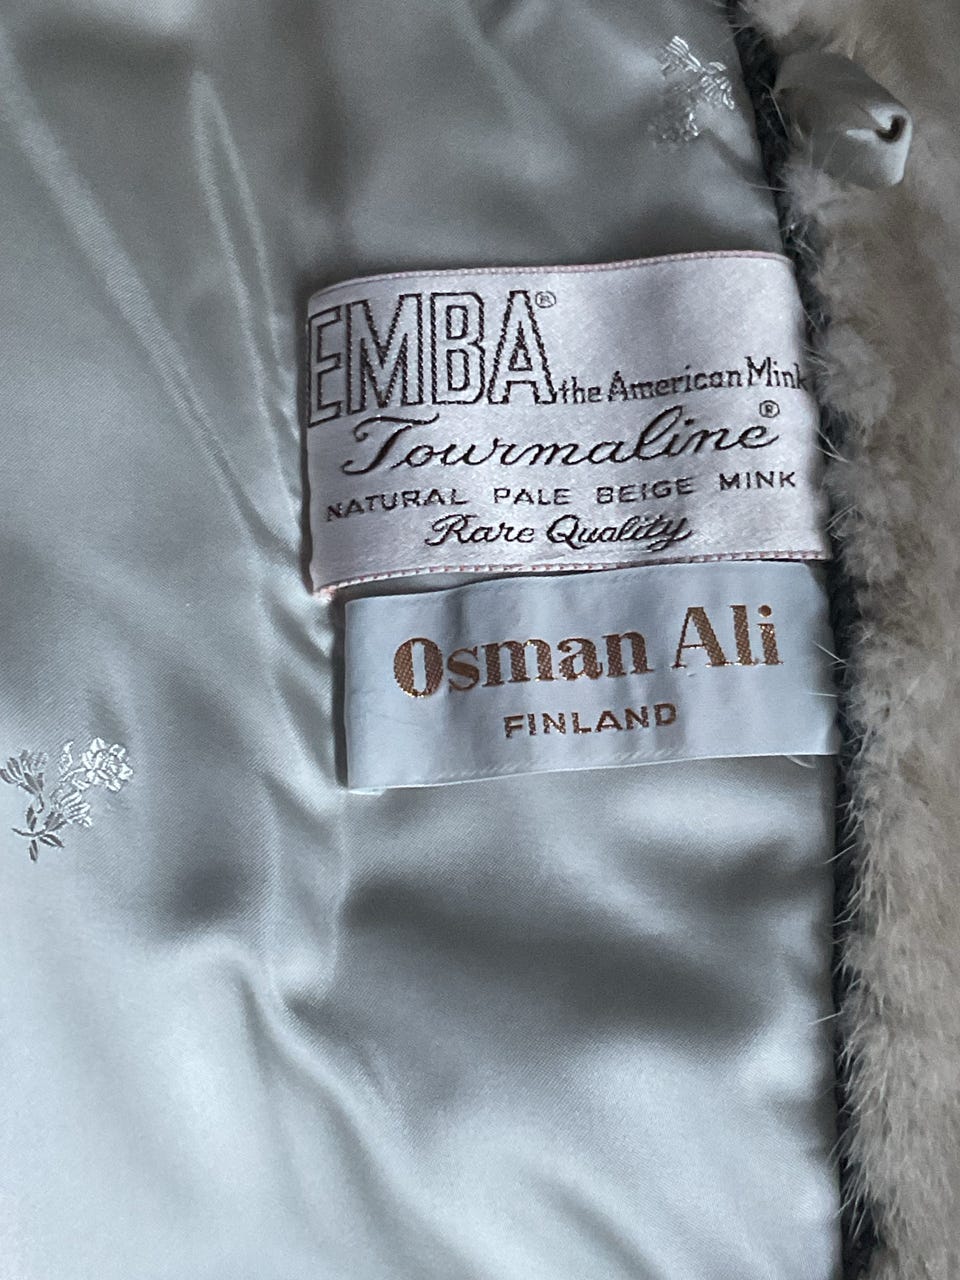 EMBA® the American Mink
Tourmaline®
NATURAL PALE BEIGE MINK
Rare Quality
Osman Ali
FINLAND